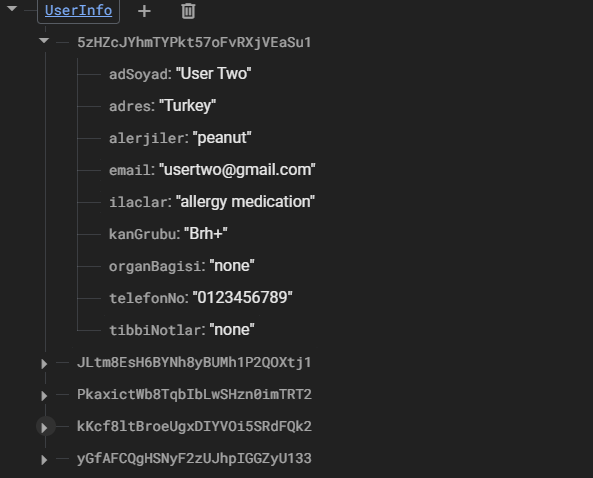 UserInfo
5zHZcJYhmTYPkt57oFvRXjVEaSu1
adSoyad: "User Two"
adres: "Turkey"
alerjiler: "peanut"
email: "usertwo@gmail.com"
ilaclar: "allergy medication"
kanGrubu: "Brh+"
organBagisi: "none"
telefonNo: "0123456789"
tibbiNotlar: "none"
JLtm8EsH6BYNh8yBUMh1P2QOXtj1
PkaxictWb8TqbIbLwSHzn0imTRT2
kKcf8ltBroeUgxDIYVOi5SRdFQk2
yGfAFCQgHSNyF2zUJhpIGGZyU133